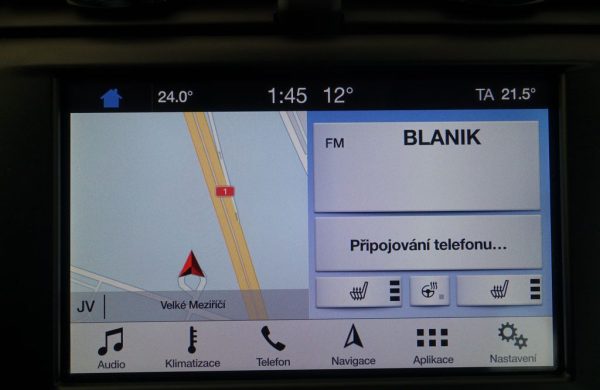 24.0° 1:45 12° TA 21.5°
FM BLANIK
1
Připojování telefonu...
JV Velké Meziříčí
Audio Klimatizace Telefon Navigace Aplikace Nastavení